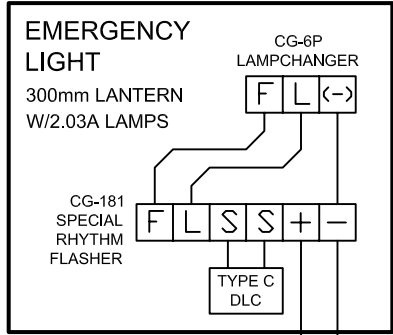 EMERGENCY
LIGHT
300mm LANTERN
W/2.03A LAMPS
CG-6P
LAMPCHANGER
F L (-)
CG-181
SPECIAL
RHYTHM
FLASHER
F L S S + -
TYPE C
DLC